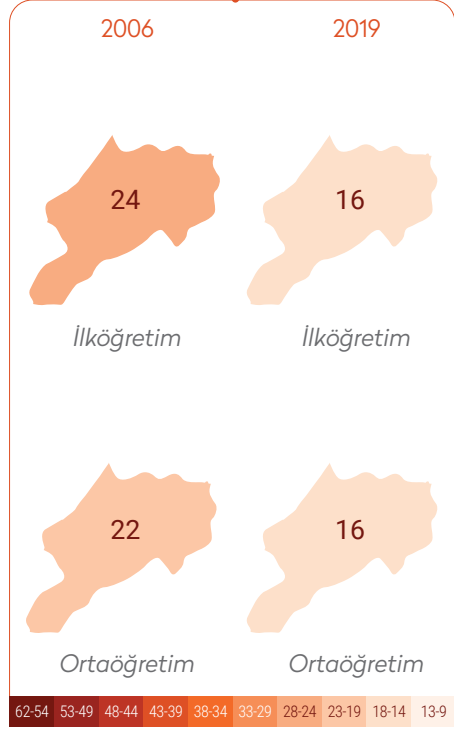 2006 2019
24 16
İlköğretim İlköğretim
22 16
Ortaöğretim Ortaöğretim
62-54 53-49 48-44 43-39 38-34 33-29 28-24 23-19 18-14 13-9